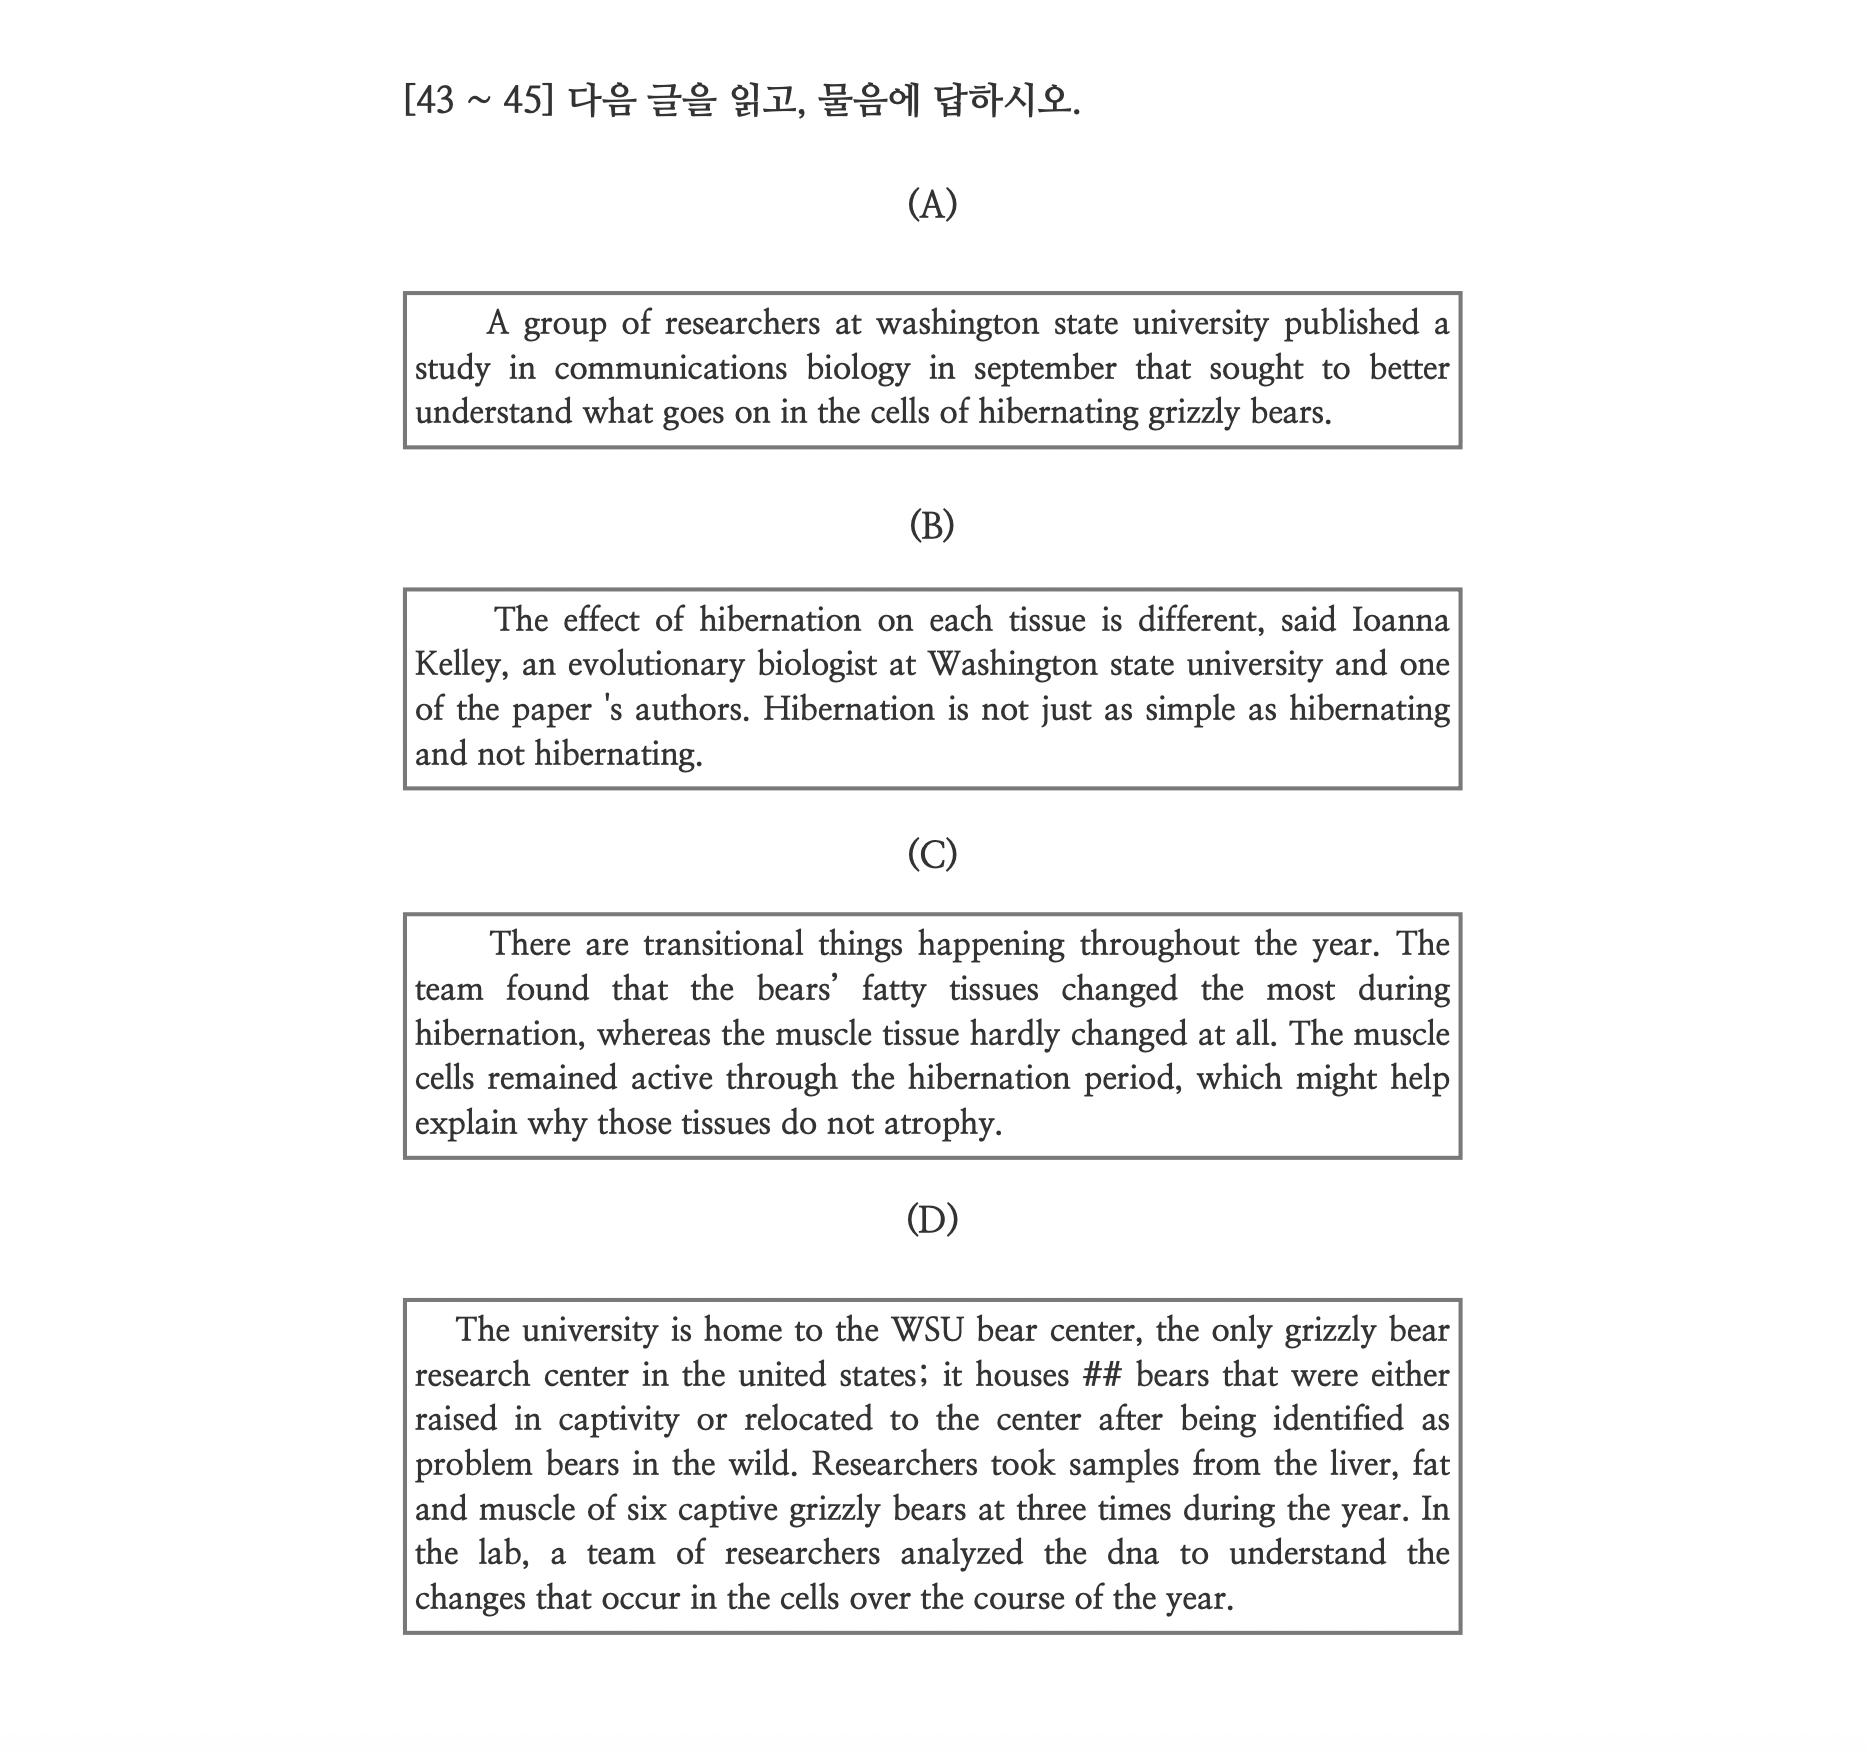 [43 ~ 45] 다음 글을 읽고, 물음에 답하시오.
(A)
A group of researchers at washington state university published a
study in communications biology in september that sought to better
understand what goes on in the cells of hibernating grizzly bears.
(B)
The effect of hibernation on each tissue is different, said Ioanna
Kelley, an evolutionary biologist at Washington state university and one
of the paper 's authors. Hibernation is not just as simple as hibernating
and not hibernating.
(C)
There are transitional things happening throughout the year. The
team found that the bears’ fatty tissues changed the most during
hibernation, whereas the muscle tissue hardly changed at all. The muscle
cells remained active through the hibernation period, which might help
explain why those tissues do not atrophy.
(D)
The university is home to the WSU bear center, the only grizzly bear
research center in the united states; it houses ## bears that were either
raised in captivity or relocated to the center after being identified as
problem bears in the wild. Researchers took samples from the liver, fat
and muscle of six captive grizzly bears at three times during the year. In
the lab, a team of researchers analyzed the dna to understand the
changes that occur in the cells over the course of the year.